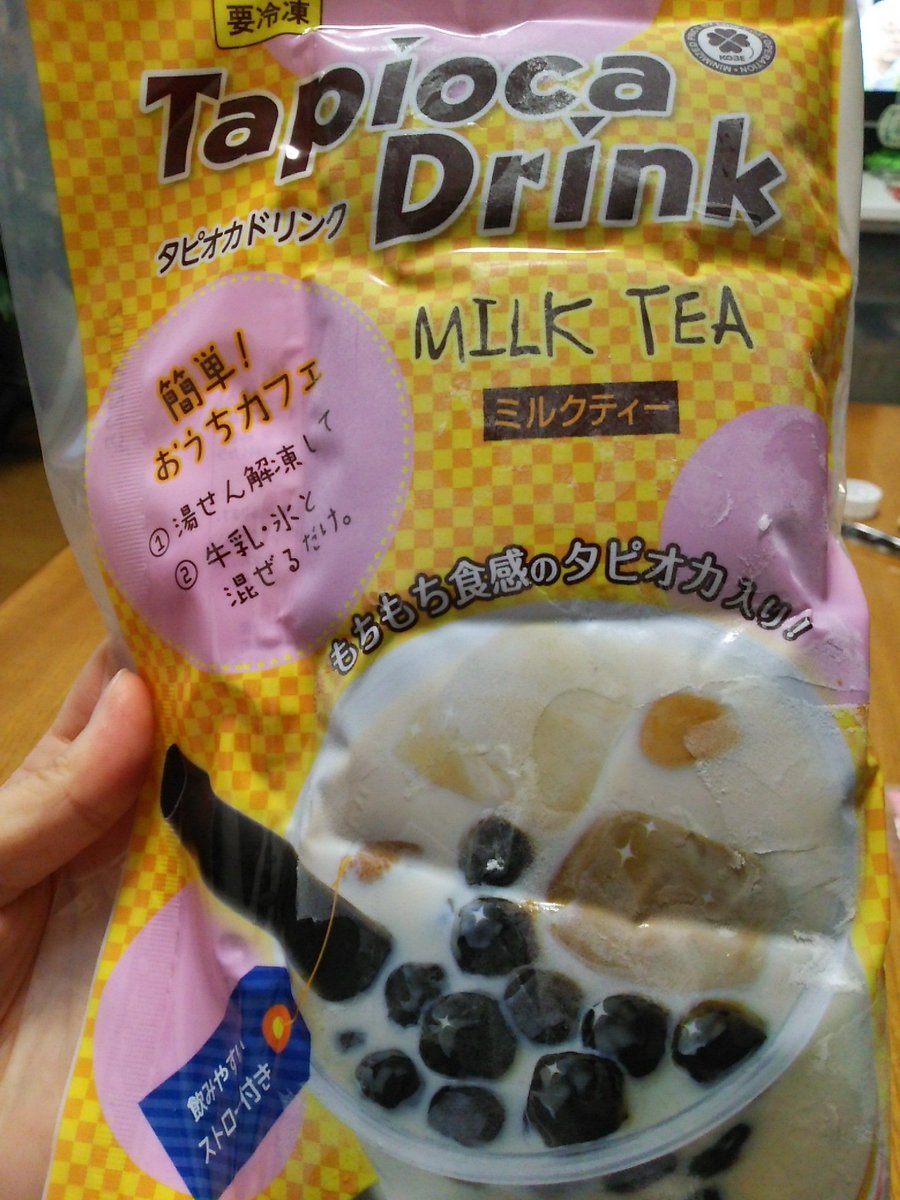 要冷凍
KOBE
Tapioca
Drink
タピオカドリンク
MILK TEA
ミルクティー
簡単!
おうちカフェ
①湯せん解凍して
②牛乳・氷と
混ぜるだけ。
もちもち食感のタピオカ入り!
飲みやすい
ストロー付き